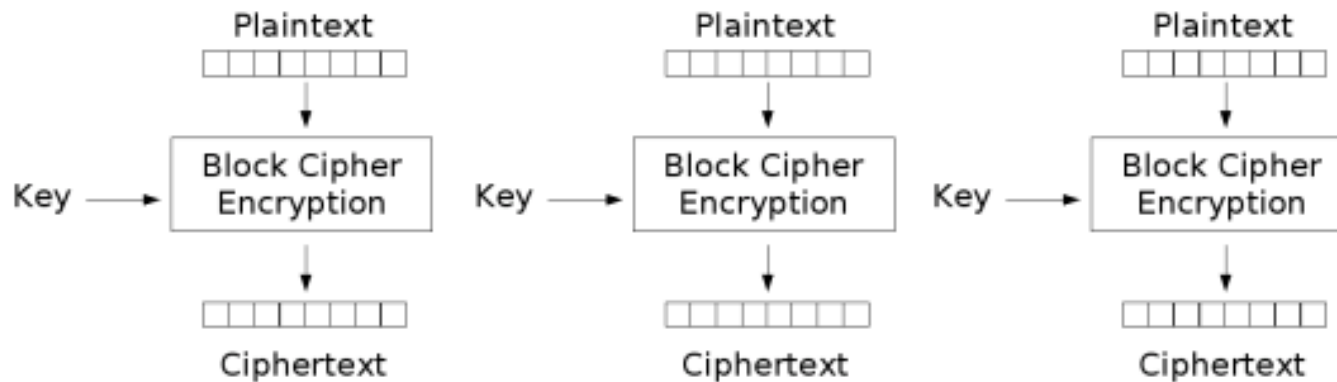 Plaintext Plaintext Plaintext
Block Cipher Block Cipher Block Cipher
Key Key Key
Encryption Encryption Encryption
Ciphertext Ciphertext Ciphertext